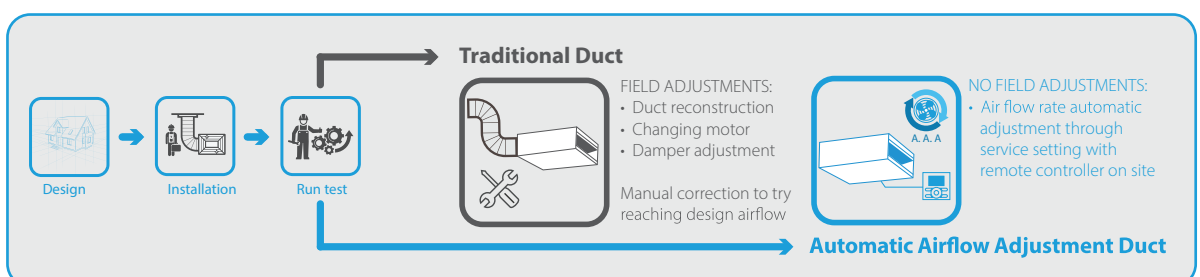 Design
Installation
Run test
Traditional Duct
FIELD ADJUSTMENTS:
• Duct reconstruction
• Changing motor
• Damper adjustment
Manual correction to try
reaching design airflow
A. A. A
NO FIELD ADJUSTMENTS:
• Air flow rate automatic
adjustment through
service setting with
remote controller on site
Automatic Airflow Adjustment Duct